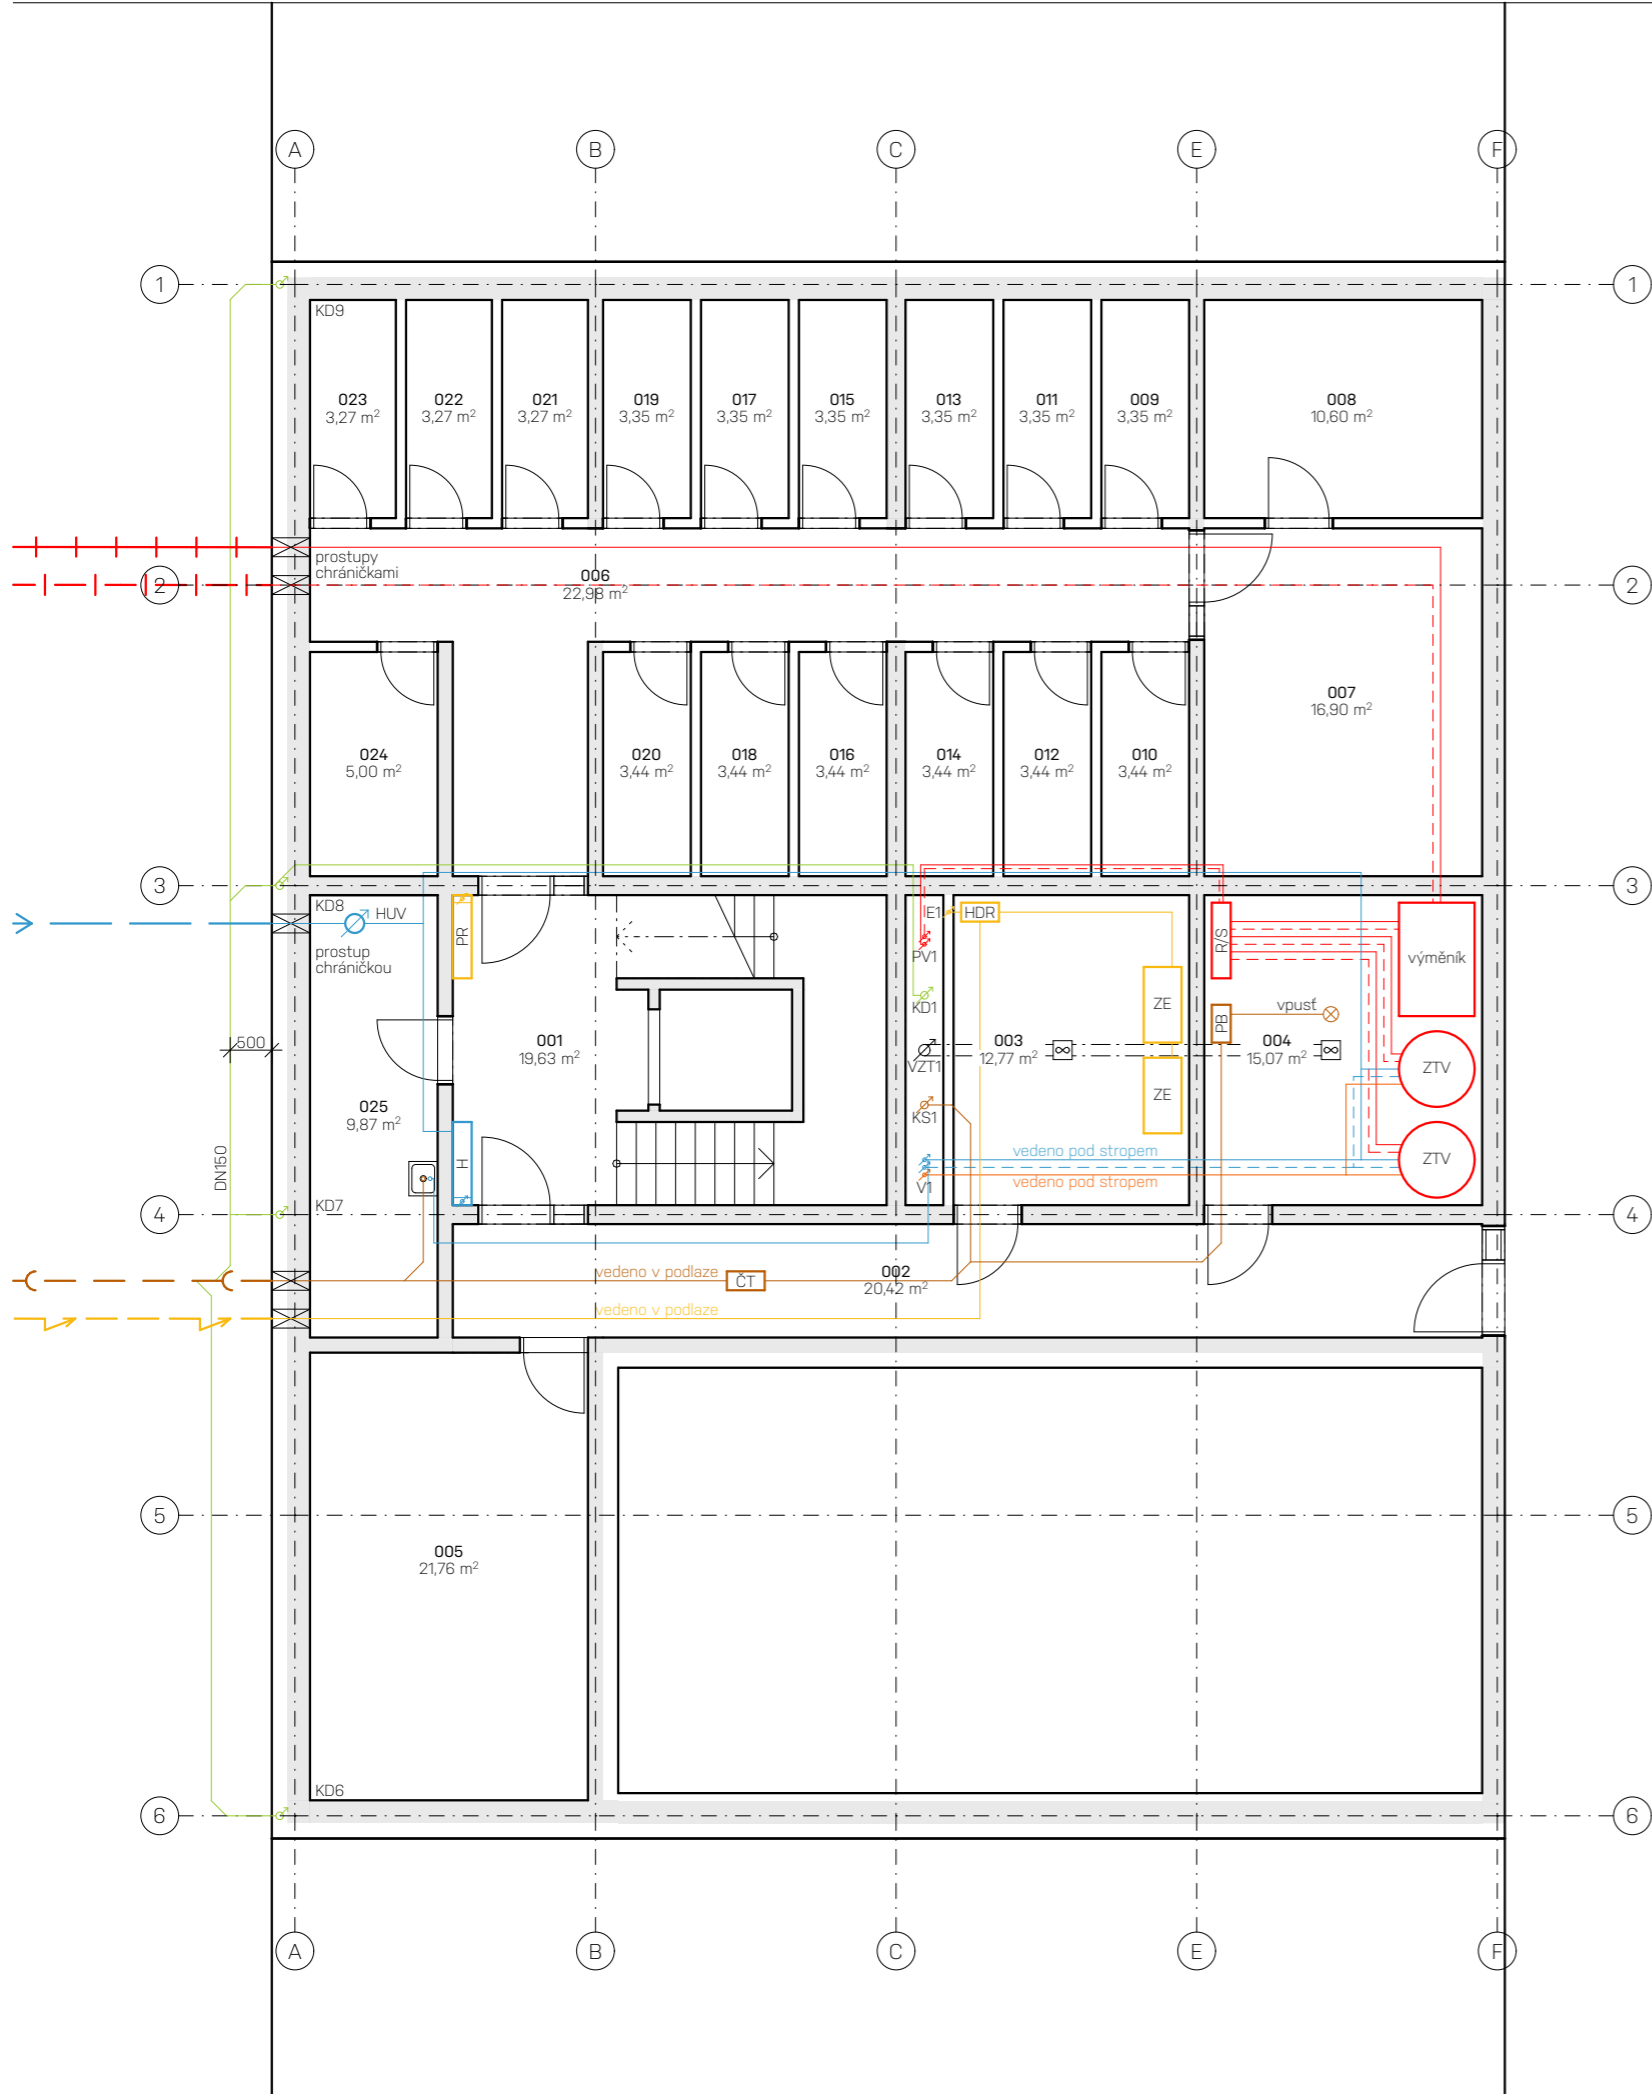 A
B
C
E
F
1
1
KD9
023
3,27 m²
022
3,27 m²
021
3,27 m²
019
3,35 m²
017
3,35 m²
015
3,35 m²
013
3,35 m²
011
3,35 m²
009
3,35 m²
008
10,60 m²
prostupy
chráničkami
2
2
006
22,98 m²
007
16,90 m²
024
5,00 m²
020
3,44 m²
018
3,44 m²
016
3,44 m²
014
3,44 m²
012
3,44 m²
010
3,44 m²
3
3
KD8
HUV
prostup
chráničkou
PR
E1
HDR
PV1
KD1
R/S
výměník
ZE
PB
vpusť
500
001
19,63 m²
VZT1
003
12,77 m²
004
15,07 m²
ZTV
ZE
025
9,87 m²
KS1
DN150
H
vedeno pod stropem
ZTV
V1
vedeno pod stropem
KD7
4
4
vedeno v podlaze
ČT
002
20,42 m²
vedeno v podlaze
5
5
005
21,76 m²
KD6
6
6
A
B
C
E
F